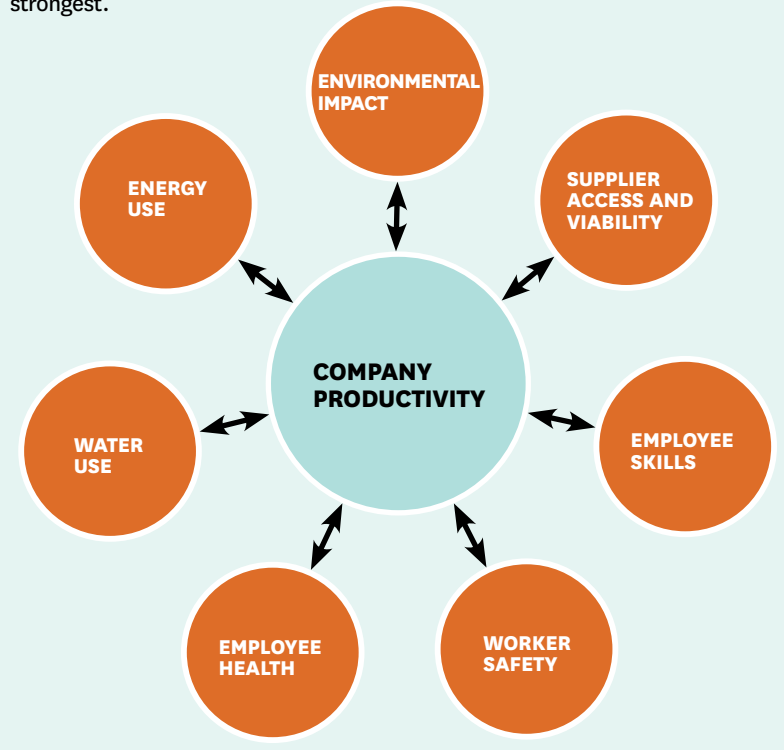 strongest.
ENVIRONMENTAL
IMPACT
SUPPLIER
ACCESS AND
VIABILITY
EMPLOYEE
SKILLS
WORKER
SAFETY
EMPLOYEE
HEALTH
WATER
USE
ENERGY
USE
COMPANY
PRODUCTIVITY